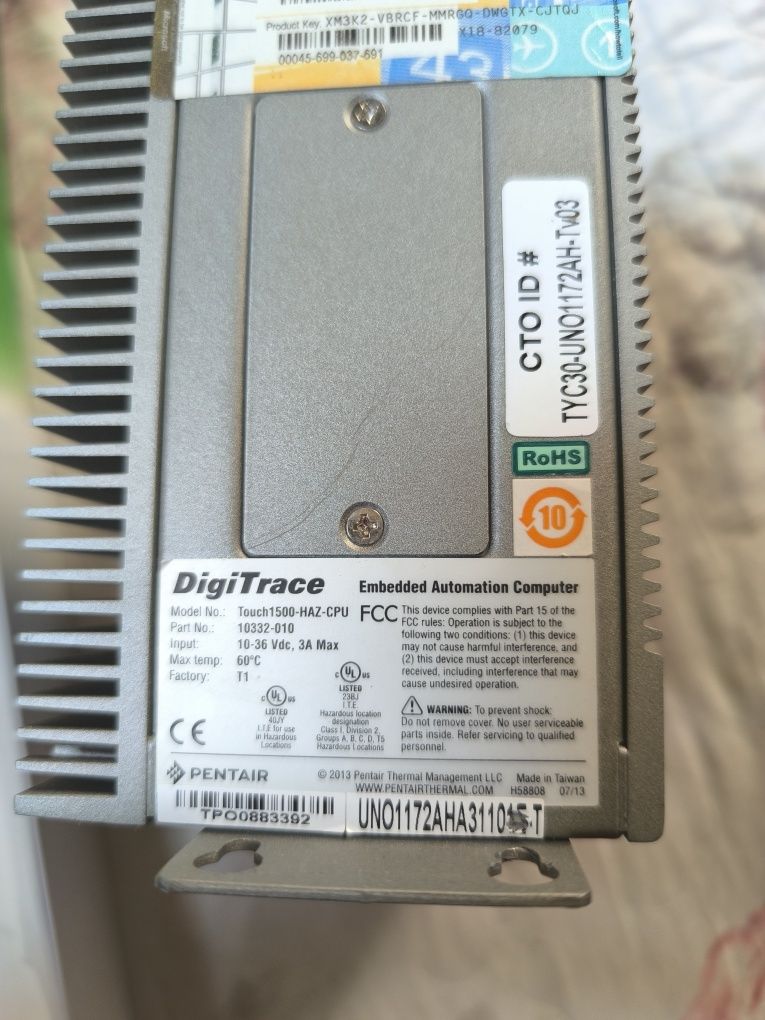 Product Key: XM3K2-VBRCF-MMRGQ-DWGTX-CJTQJ
X18-82079
00045-699-037-691
Microsoft
CTO ID #
TYC30-UNO1172AH-Tv03
RoHS
10
DigiTrace
Embedded Automation Computer
Model No.: Touch1500-HAZ-CPU
Part No.: 10332-010
Input: 10-36 Vdc, 3A Max
Max temp: 60°C
Factory: T1
FCC
This device complies with Part 15 of the
FCC rules: Operation is subject to the
following two conditions: (1) this device
may not cause harmful interference, and
(2) this device must accept interference
received, including interference that may
cause undesired operation.
c UL us
LISTED
40JY
I.T.E for use
in Hazardous
Locations
c UL us
LISTED
23BJ
I.T.E.
Hazardous location
designation
Class I, Division 2,
Groups A, B, C, D, T5
Hazardous Locations
WARNING: To prevent shock:
Do not remove cover. No user serviceable
parts inside. Refer servicing to qualified
personnel.
CE
PENTAIR
© 2013 Pentair Thermal Management LLC
WWW.PENTAIRTHERMAL.COM
Made in Taiwan
H58808 07/13
TPO0883392